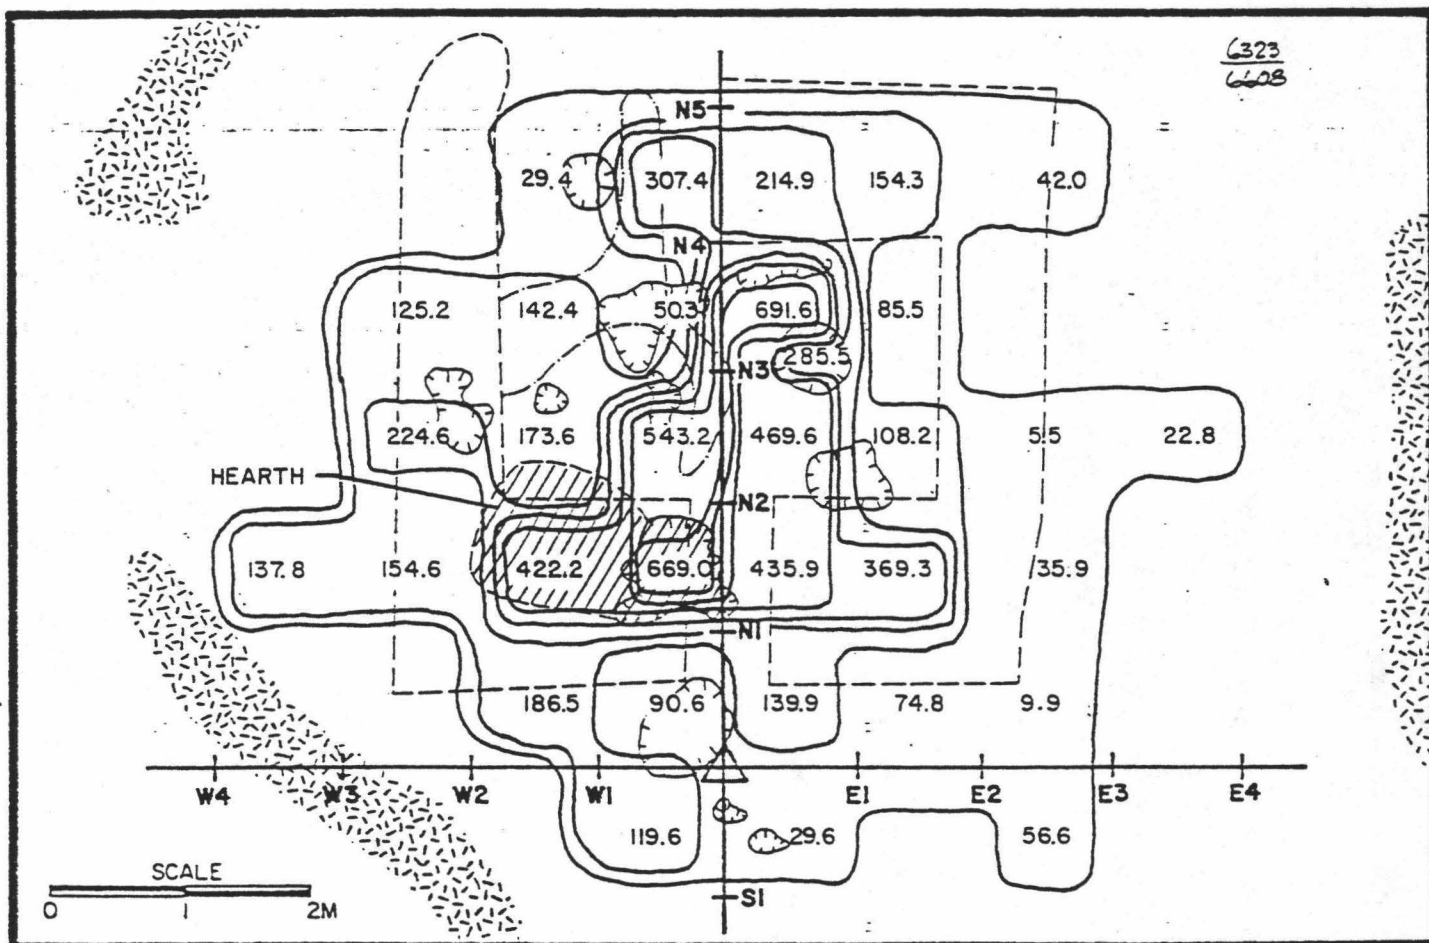 6323
6608
N5
29.4 307.4 214.9 154.3 42.0
N4
125.2 142.4 50.3 691.6 85.5
285.5
N3
224.6 173.6 543.2 469.6 108.2 5.5 22.8
HEARTH
N2
137.8 154.6 422.2 669.0 435.9 369.3 35.9
N1
186.5 90.6 139.9 74.8 9.9
W4 W3 W2 W1 E1 E2 E3 E4
119.6 29.6 56.6
SCALE
0 1 2M
S1